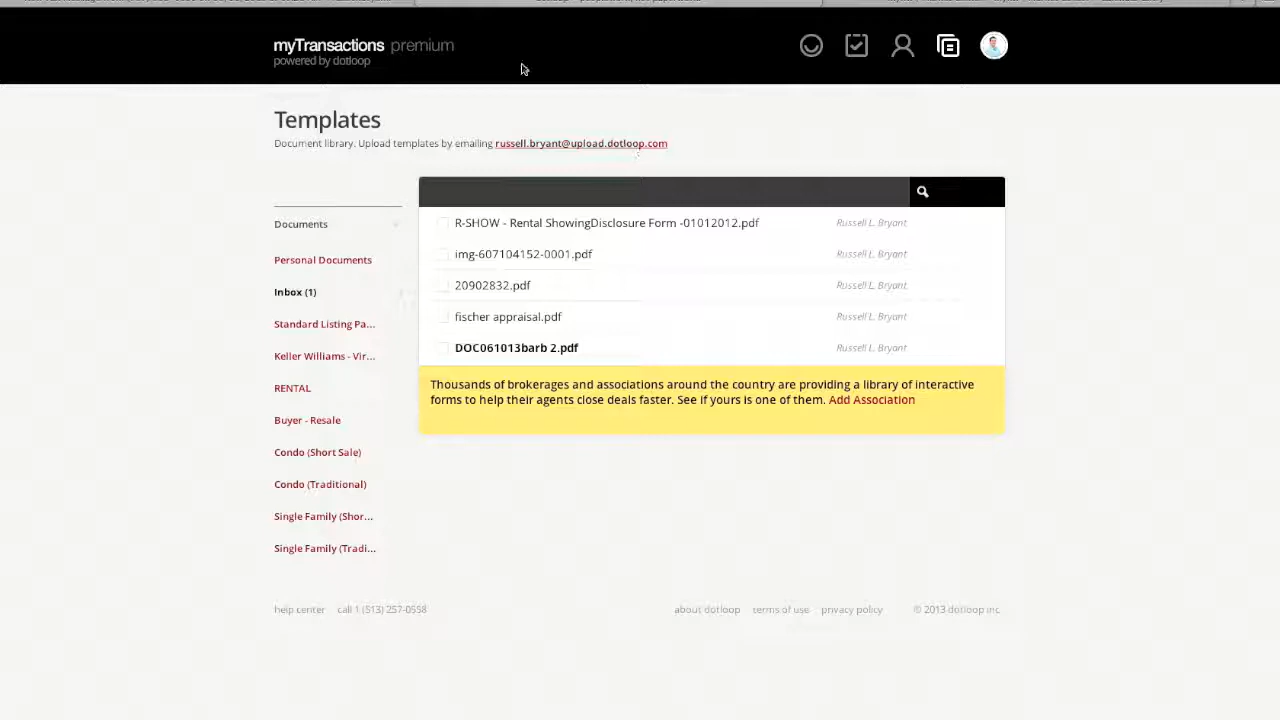 myTransactions premium
powered by dotloop
Templates
Document library. Upload templates by emailing russell.bryant@upload.dotloop.com
Documents
Personal Documents
Inbox (1)
Standard Listing Pa...
Keller Williams - Vir...
RENTAL
Buyer - Resale
Condo (Short Sale)
Condo (Traditional)
Single Family (Shor...
Single Family (Tradi...
R-SHOW - Rental ShowingDisclosure Form -01012012.pdf Russell L. Bryant
img-607104152-0001.pdf Russell L. Bryant
20902832.pdf Russell L. Bryant
fischer appraisal.pdf Russell L. Bryant
DOC061013barb 2.pdf Russell L. Bryant
Thousands of brokerages and associations around the country are providing a library of interactive
forms to help their agents close deals faster. See if yours is one of them. Add Association
help center call 1 (513) 257-0558 about dotloop terms of use privacy policy © 2013 dotloop inc